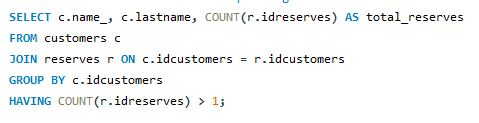 SELECT c.name_, c.lastname, COUNT(r.idreserves) AS total_reserves
FROM customers c
JOIN reserves r ON c.idcustomers = r.idcustomers
GROUP BY c.idcustomers
HAVING COUNT(r.idreserves) > 1;